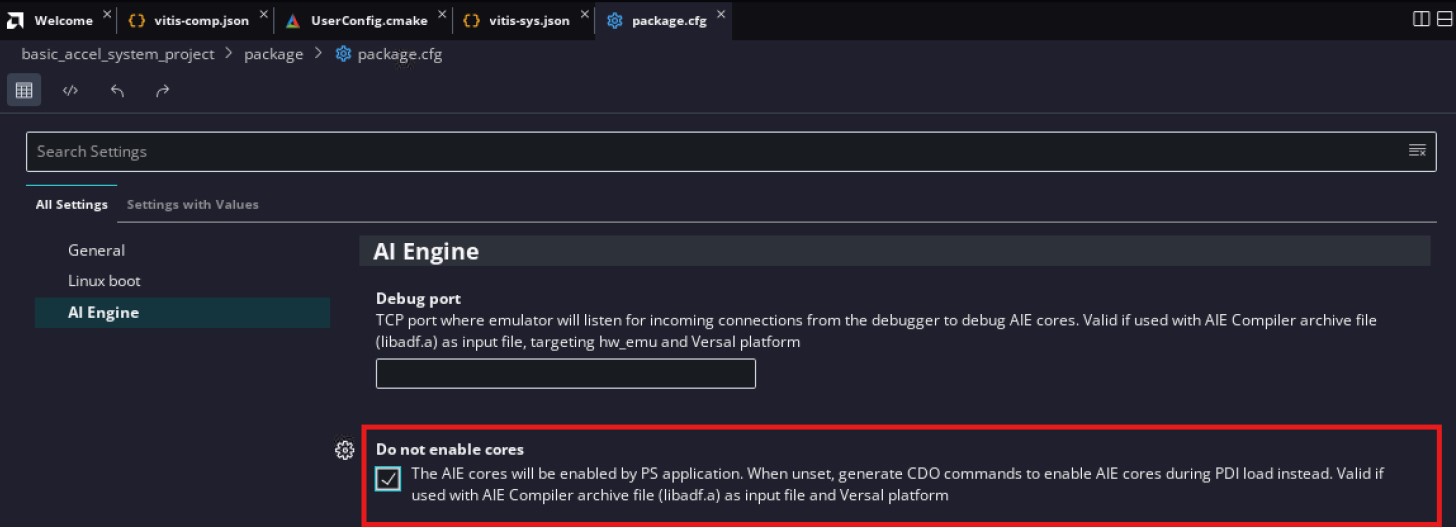 Welcome vitis-comp.json UserConfig.cmake vitis-sys.json package.cfg
basic_accel_system_project > package > package.cfg
Search Settings
All Settings Settings with Values
General
Linux boot
AI Engine
AI Engine
Debug port
TCP port where emulator will listen for incoming connections from the debugger to debug AIE cores. Valid if used with AIE Compiler archive file
(libadf.a) as input file, targeting hw_emu and Versal platform
Do not enable cores
The AIE cores will be enabled by PS application. When unset, generate CDO commands to enable AIE cores during PDI load instead. Valid if
used with AIE Compiler archive file (libadf.a) as input file and Versal platform